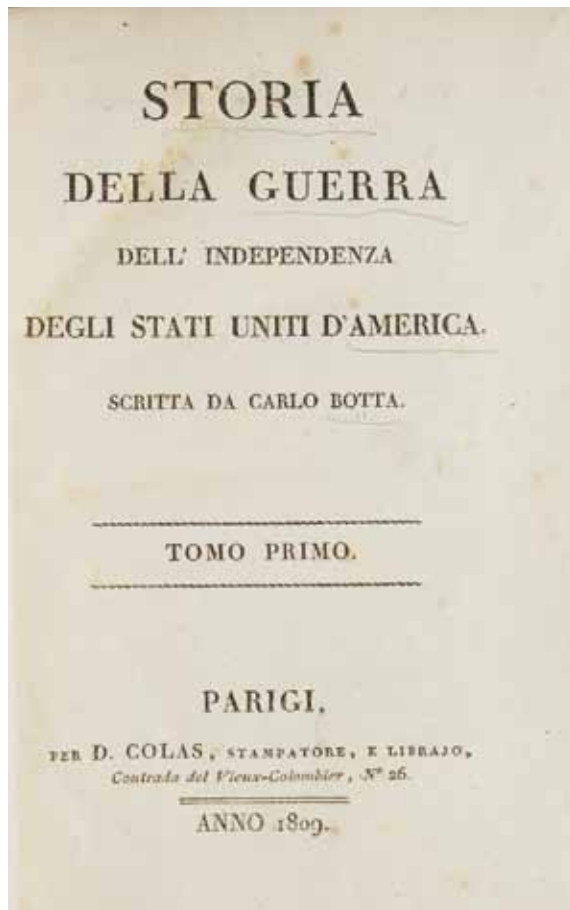 STORIA
DELLA GUERRA
DELL' INDEPENDENZA
DEGLI STATI UNITI D'AMERICA.
SCRITTA DA CARLO BOTTA.
TOMO PRIMO.
PARIGI,
PER D. COLAS, STAMPATORE, E LIBRAJO,
Contrada del Vieux-Colombier, N° 26.
ANNO 1809.